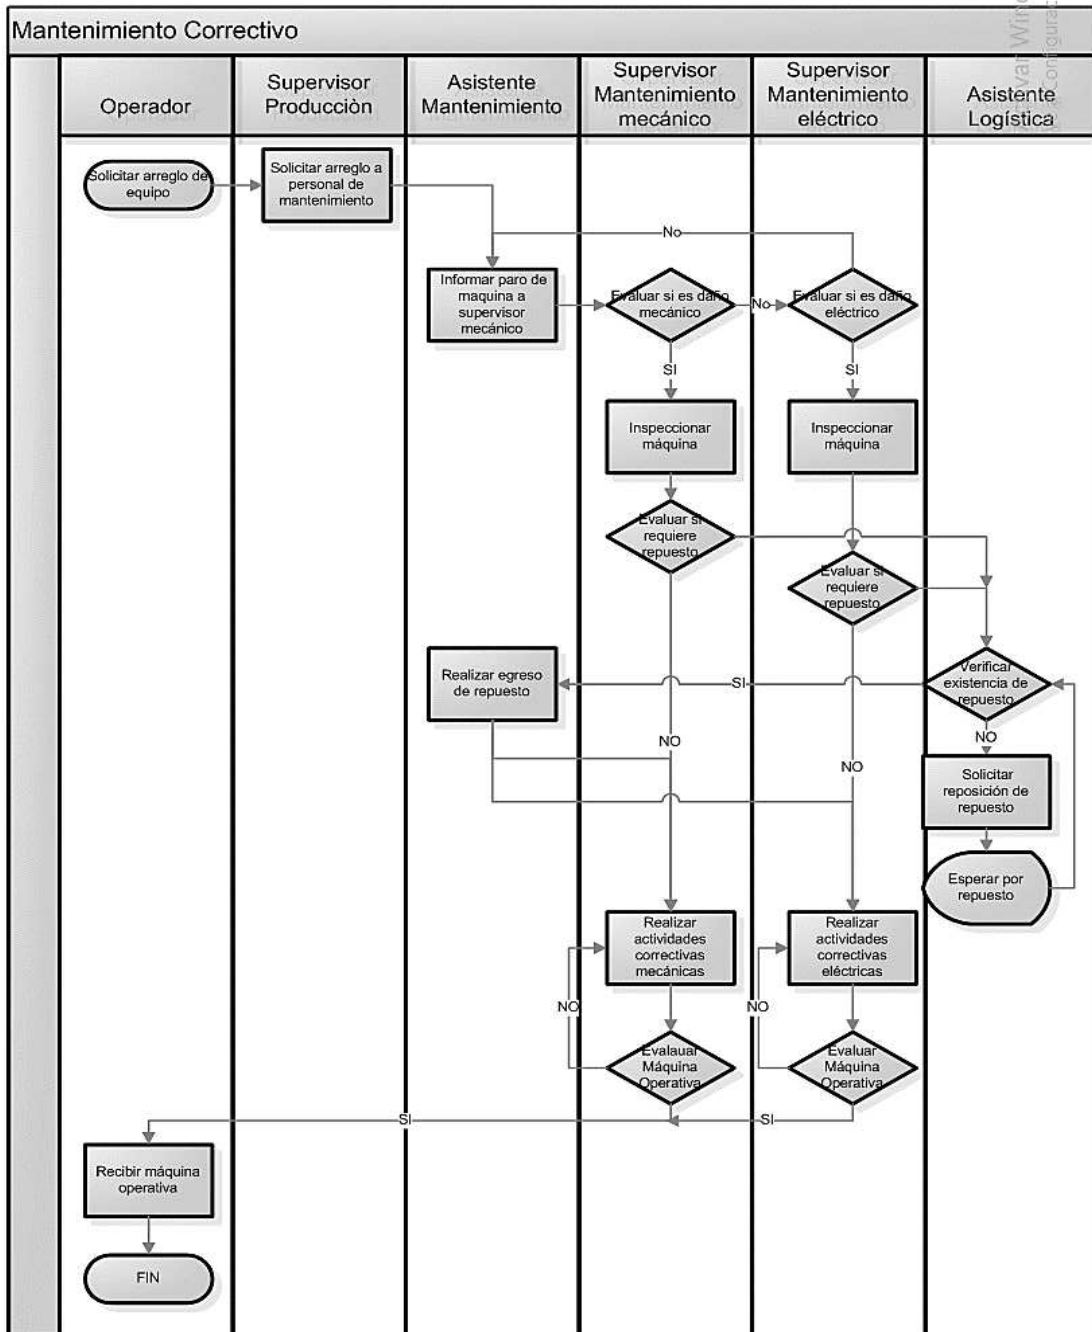 Mantenimiento Correctivo
Operador
Supervisor
Producciòn
Asistente
Mantenimiento
Supervisor
Mantenimiento
mecánico
Supervisor
Mantenimiento
eléctrico
Asistente
Logística
Solicitar arreglo de
equipo
Solicitar arreglo a
personal de
mantenimiento
No
Informar paro de
maquina a
supervisor
mecánico
Evaluar si es daño
mecánico
No
Evaluar si es daño
eléctrico
SI
SI
Inspeccionar
máquina
Inspeccionar
máquina
Evaluar si
requiere
repuesto
Evaluar si
requiere
repuesto
Realizar egreso
de repuesto
SI
Verificar
existencia de
repuesto
NO
NO
NO
Solicitar
reposición de
repuesto
Esperar por
repuesto
Realizar
actividades
correctivas
mecánicas
Realizar
actividades
correctivas
eléctricas
NO
NO
Evalauar
Máquina
Operativa
Evaluar
Máquina
Operativa
SI
SI
Recibir máquina
operativa
FIN